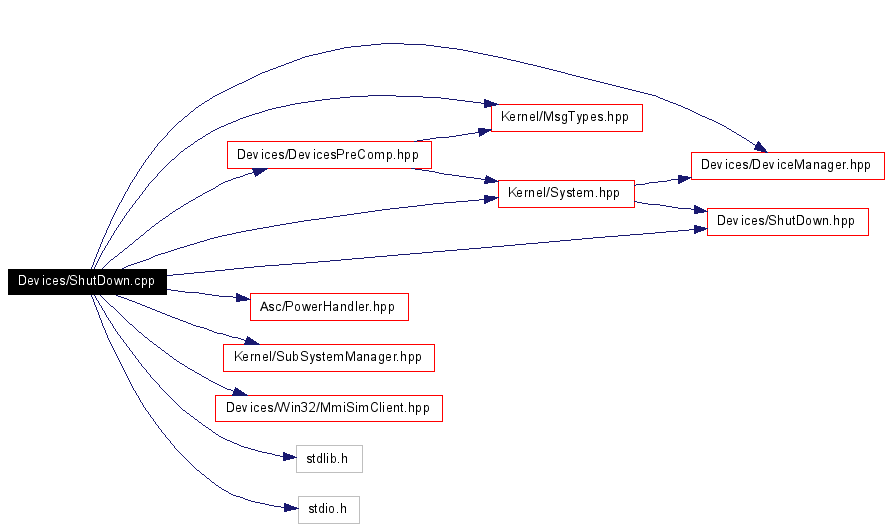 Kernel/MsgTypes.hpp
Devices/DevicesPreComp.hpp
Devices/DeviceManager.hpp
Kernel/System.hpp
Devices/ShutDown.hpp
Devices/ShutDown.cpp
Asc/PowerHandler.hpp
Kernel/SubSystemManager.hpp
Devices/Win32/MmiSimClient.hpp
stdlib.h
stdio.h